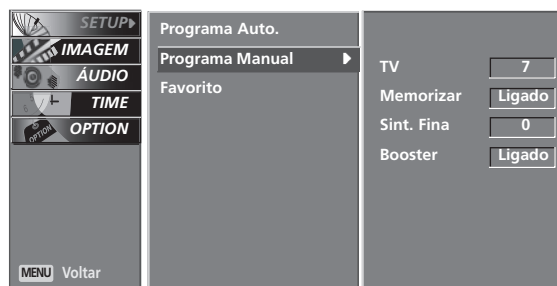 SETUP
IMAGEM
ÁUDIO
TIME
OPTION
OPTION
MENU Voltar
Programa Auto.
Programa Manual
Favorito
TV 7
Memorizar Ligado
Sint. Fina 0
Booster Ligado